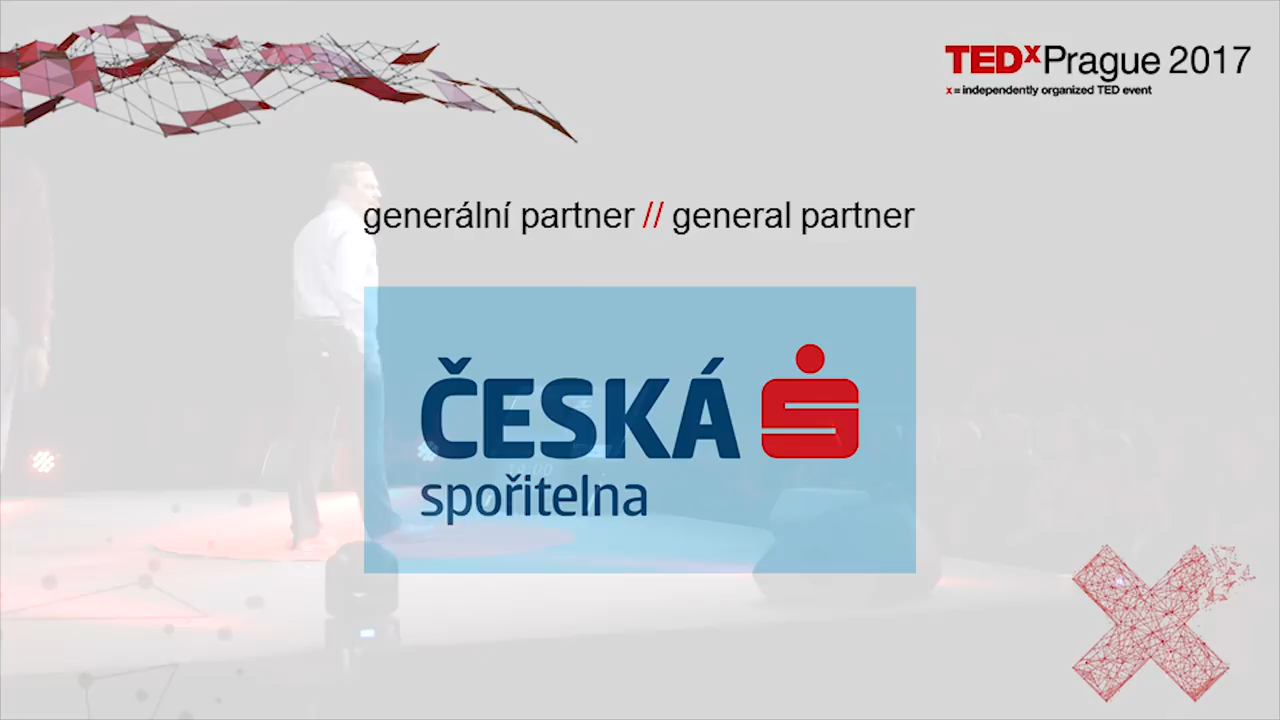 TEDxPrague 2017
x = independently organized TED event
generální partner // general partner
ČESKÁ
spořitelna